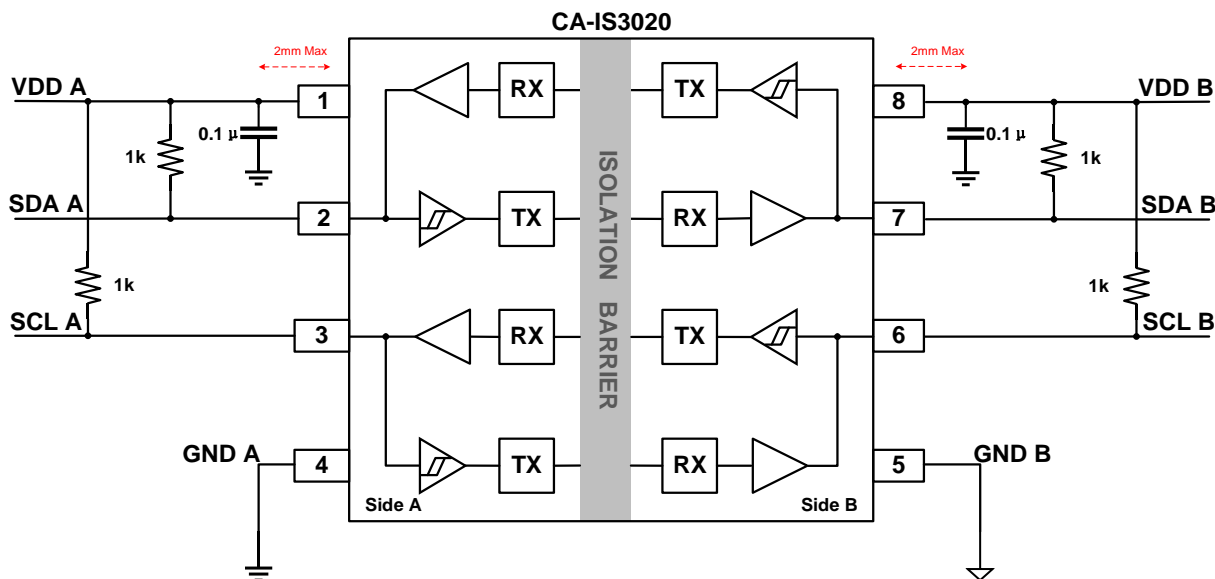 CA-IS3020
2mm Max
2mm Max
VDD A
1
RX
TX
8
VDD B
0.1 μ
0.1 μ
1k
1k
SDA A
2
TX
RX
7
SDA B
ISOLATION BARRIER
1k
1k
SCL A
3
RX
TX
6
SCL B
GND A
4
TX
RX
5
GND B
Side A
Side B